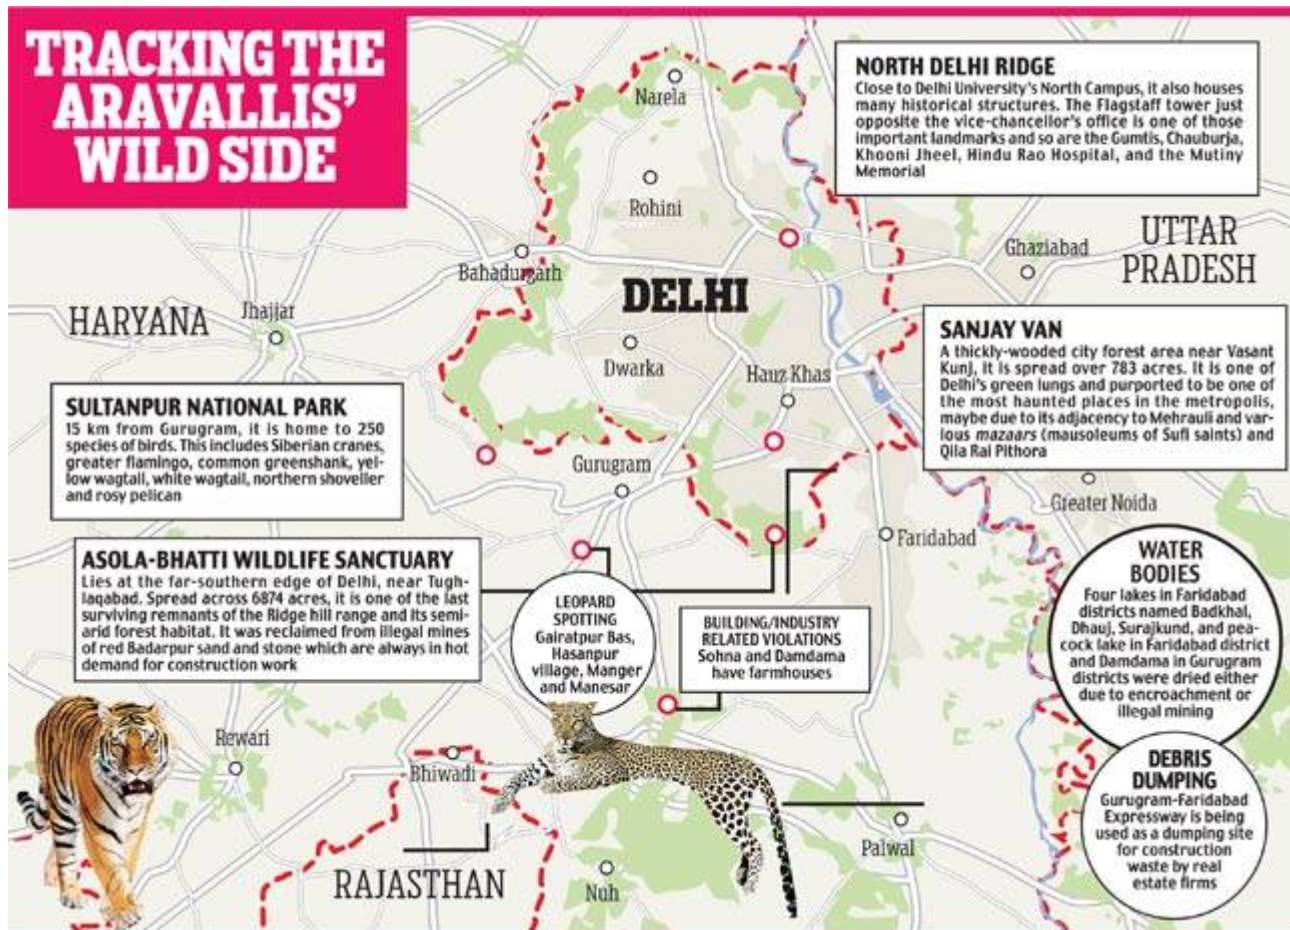 TRACKING THE
ARAVALLIS'
WILD SIDE
NORTH DELHI RIDGE
Close to Delhi University's North Campus, it also houses
many historical structures. The Flagstaff tower just
opposite the vice-chancellor's office is one of those
important landmarks and so are the Gumtis, Chauburja,
Khooni Jheel, Hindu Rao Hospital, and the Mutiny
Memorial
Narela
Rohini
UTTAR
PRADESH
Ghaziabad
Bahadurgarh
DELHI
HARYANA
Jhajjar
Dwarka
Hauz Khas
SANJAY VAN
A thickly-wooded city forest area near Vasant
Kunj, it is spread over 783 acres. It is one of
Delhi's green lungs and purported to be one of
the most haunted places in the metropolis,
maybe due to its adjacency to Mehrauli and var-
ious mazaars (mausoleums of Sufi saints) and
Qila Rai Pithora
SULTANPUR NATIONAL PARK
15 km from Gurugram, it is home to 250
species of birds. This includes Siberian cranes,
greater flamingo, common greenshank, yel-
low wagtail, white wagtail, northern shoveller
and rosy pelican
Gurugram
Greater Noida
Faridabad
ASOLA-BHATTI WILDLIFE SANCTUARY
Lies at the far-southern edge of Delhi, near Tugh-
laqabad. Spread across 6874 acres, it is one of the last
surviving remnants of the Ridge hill range and its semi-
arid forest habitat. It was reclaimed from illegal mines
of red Badarpur sand and stone which are always in hot
demand for construction work
LEOPARD
SPOTTING
Gairatpur Bas,
Hasanpur
village, Manger
and Manesar
BUILDING/INDUSTRY
RELATED VIOLATIONS
Sohna and Damdama
have farmhouses
WATER
BODIES
Four lakes in Faridabad
districts named Badkhal,
Dhauj, Surajkund, and pea-
cock lake in Faridabad district
and Damdama in Gurugram
districts were dried either
due to encroachment or
illegal mining
Rewari
Bhiwadi
DEBRIS
DUMPING
Gurugram-Faridabad
Expressway is being
used as a dumping site
for construction
waste by real
estate firms
Palwal
RAJASTHAN
Nuh